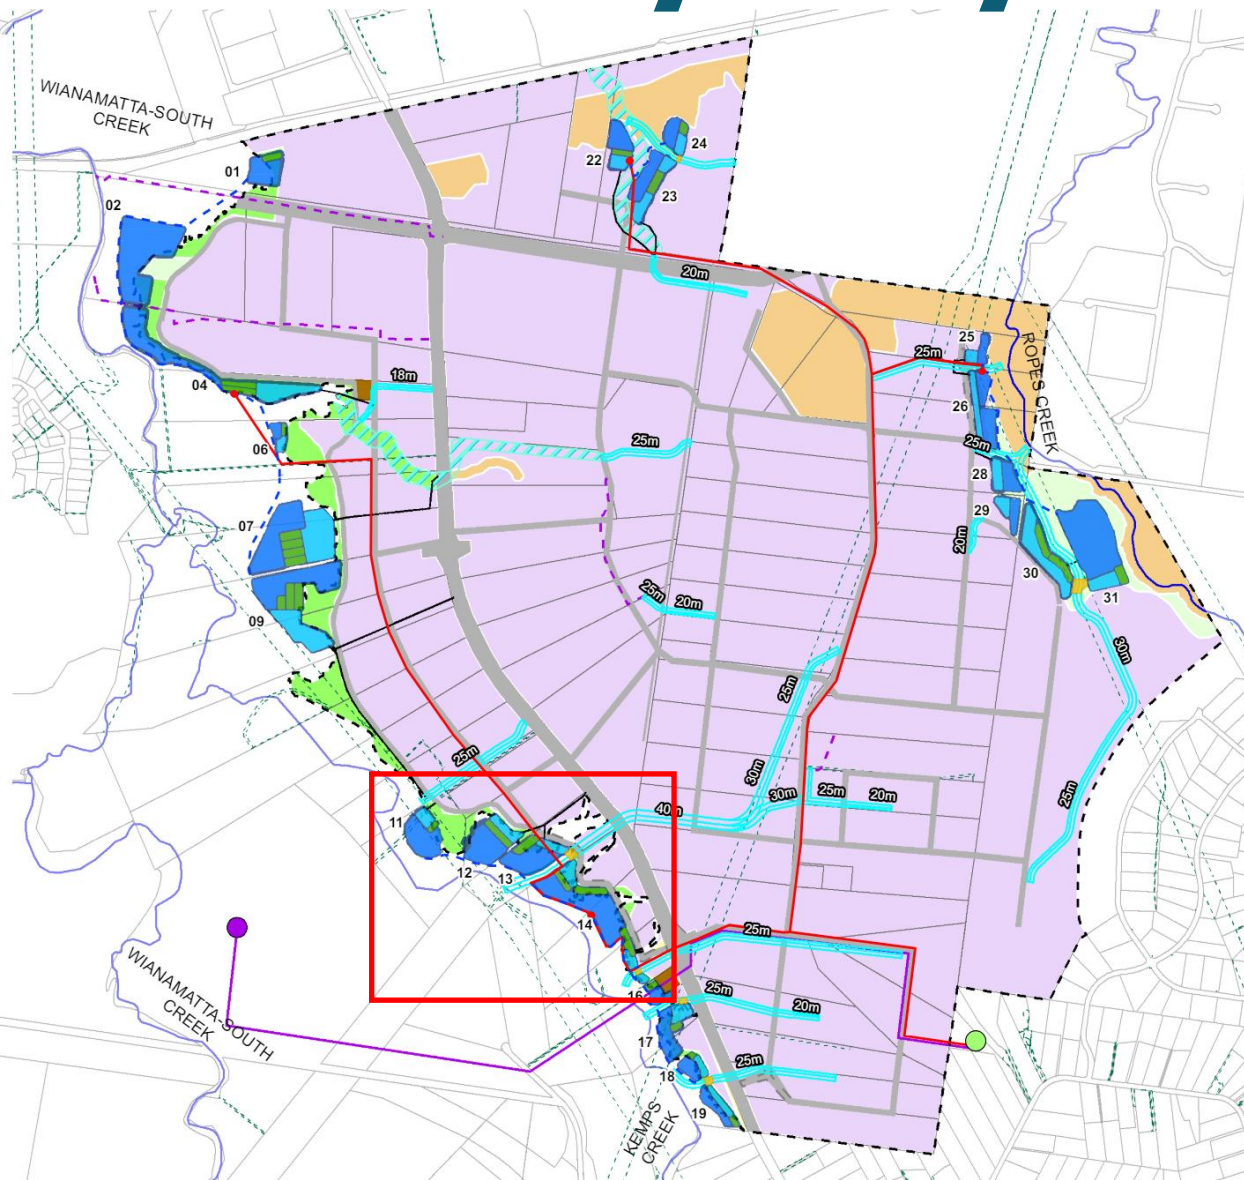 WIANAMATTA-SOUTH
CREEK
01
02
22
24
23
20m
04
18m
06
25m
25
25m
ROPES CREEK
26
25m
28
29
20m
30
31
07
09
25m
20m
30m
25m
25m
30m
30m
25m
20m
40m
25m
11
12
13
14
25m
WIANAMATTA-SOUTH
CREEK
16
25m
20m
17
25m
18
19
KEMPS
CREEK